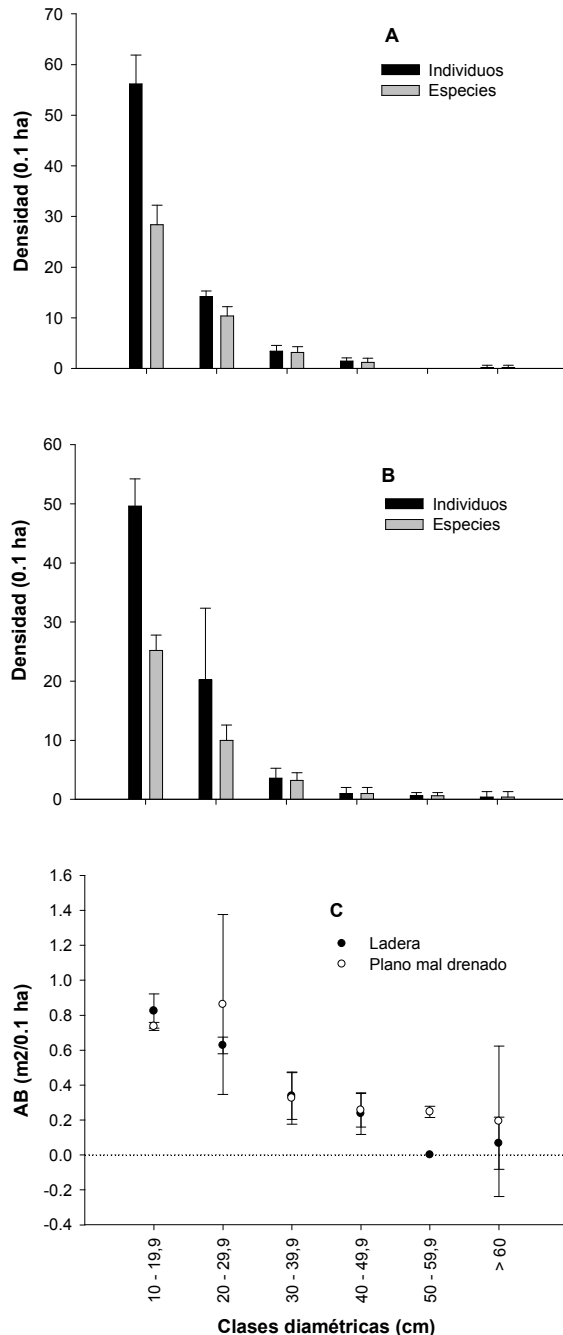 A
Individuos
Especies
Densidad (0.1 ha)
70
60
50
40
30
20
10
0
B
Individuos
Especies
Densidad (0.1 ha)
60
50
40
30
20
10
0
C
Ladera
Plano mal drenado
AB (m2/0.1 ha)
1.6
1.4
1.2
1.0
0.8
0.6
0.4
0.2
0.0
-0.2
-0.4
10 - 19,9
20 - 29,9
30 - 39,9
40 - 49,9
50 - 59,9
> 60
Clases diamétricas (cm)